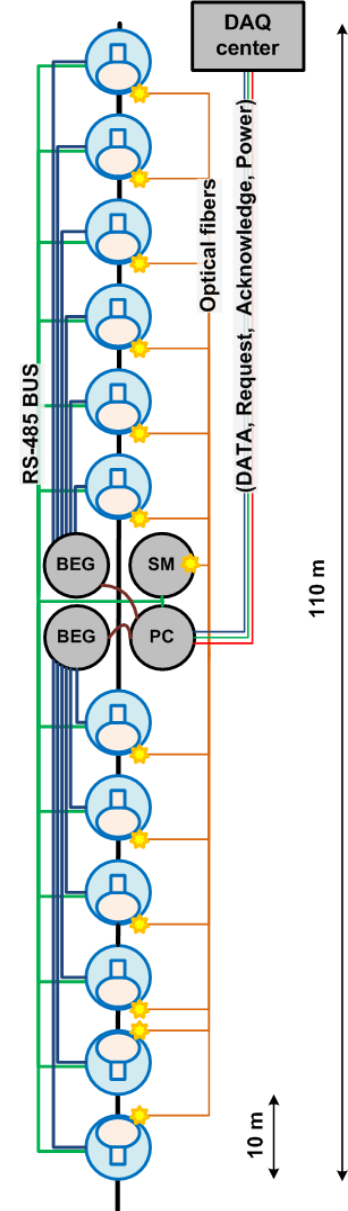 DAQ
center
Optical fibers
(DATA, Request, Acknowledge, Power)
RS-485 BUS
BEG
SM
BEG
PC
110 m
10 m